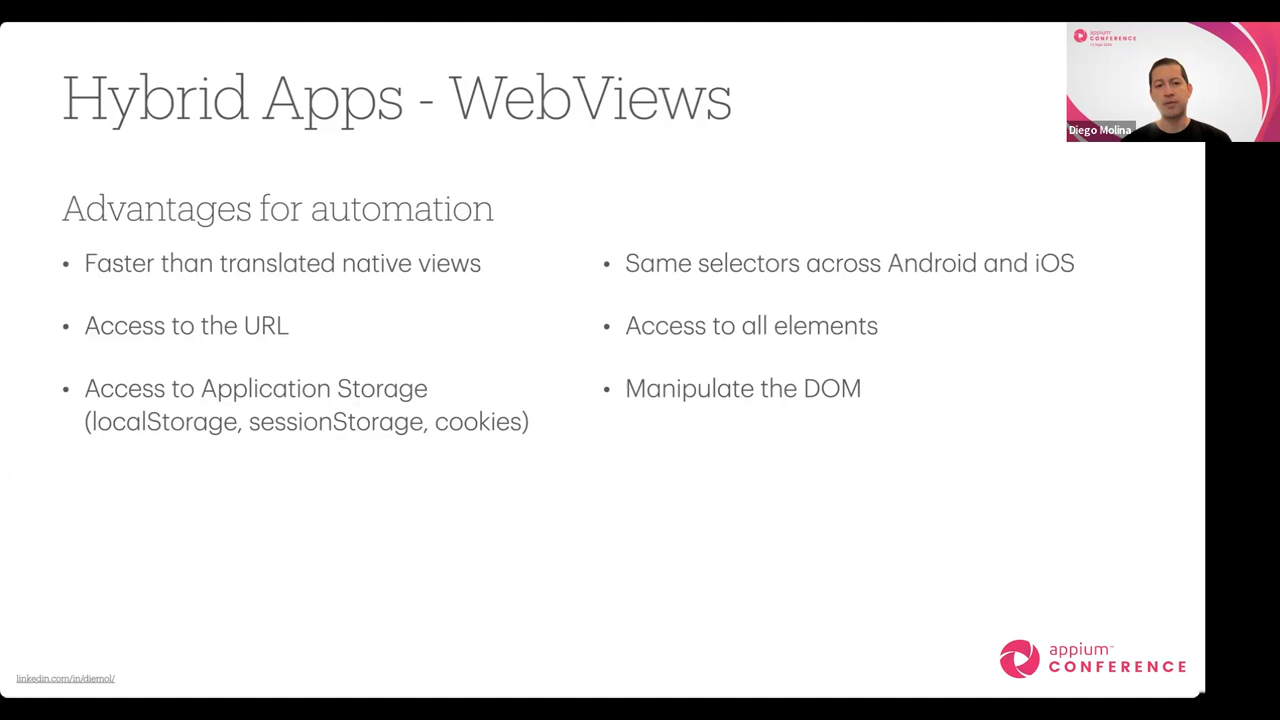 Hybrid Apps - WebViews
Advantages for automation
• Faster than translated native views
• Access to the URL
• Access to Application Storage
(localStorage, sessionStorage, cookies)
• Same selectors across Android and iOS
• Access to all elements
• Manipulate the DOM
linkedin.com/in/diemol/
appium™
CONFERENCE
appium
CONFERENCE
Diego Molina